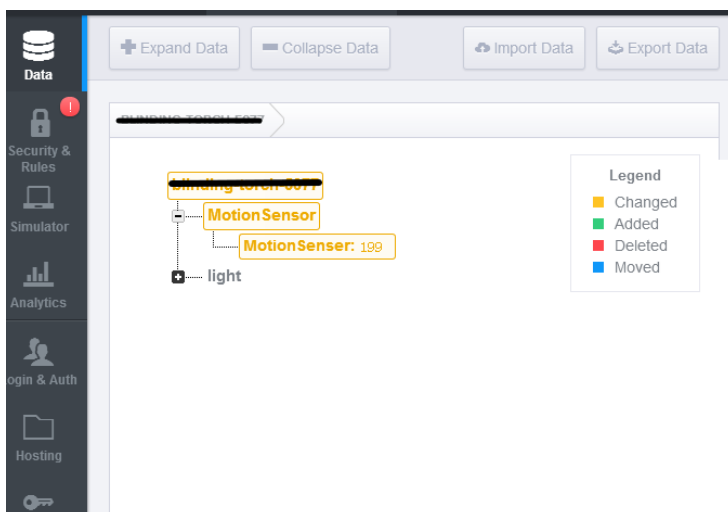 Data
Security &
Rules
Simulator
Analytics
ogin & Auth
Hosting
Expand Data
Collapse Data
Import Data
Export Data
MotionSensor
MotionSenser: 199
light
Legend
Changed
Added
Deleted
Moved